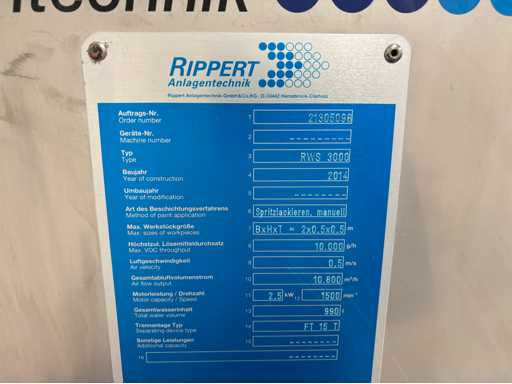 technik
RIPPERT
Anlagentechnik
Rippert Anlagentechnik GmbH&Co.KG · D-33442 Herzebrock-Clarholz
Auftrags-Nr.
Order number
1 21305096
Geräte-Nr.
Machine number
2 --------
Typ
Type
3 RWS 3000
Baujahr
Year of construction
4 2014
Umbaujahr
Year of modification
5 --------
Art des Beschichtungsverfahrens
Method of paint application
6 Spritzlackieren, manuell
Max. Werkstückgröße
Max. sizes of workpieces
7 BxHxT = 2x0.5x0.5 m
Höchstzul. Lösemitteldurchsatz
Max. VOC throughput
8 10.000 g/h
Luftgeschwindigkeit
Air velocity
9 0.5 m/s
Gesamtabluftvolumenstrom
Air flow output
10 10.800 m³/h
Motorleistung / Drehzahl
Motor capacity / Speed
11 2.5 kW 12 1500 min⁻¹
Gesamtwasserinhalt
Total water volume
13 990 l
Trennanlage Typ
Separating device type
14 FT 15 T
Sonstige Leistungen
Additional capacity
15 --------
16 --------